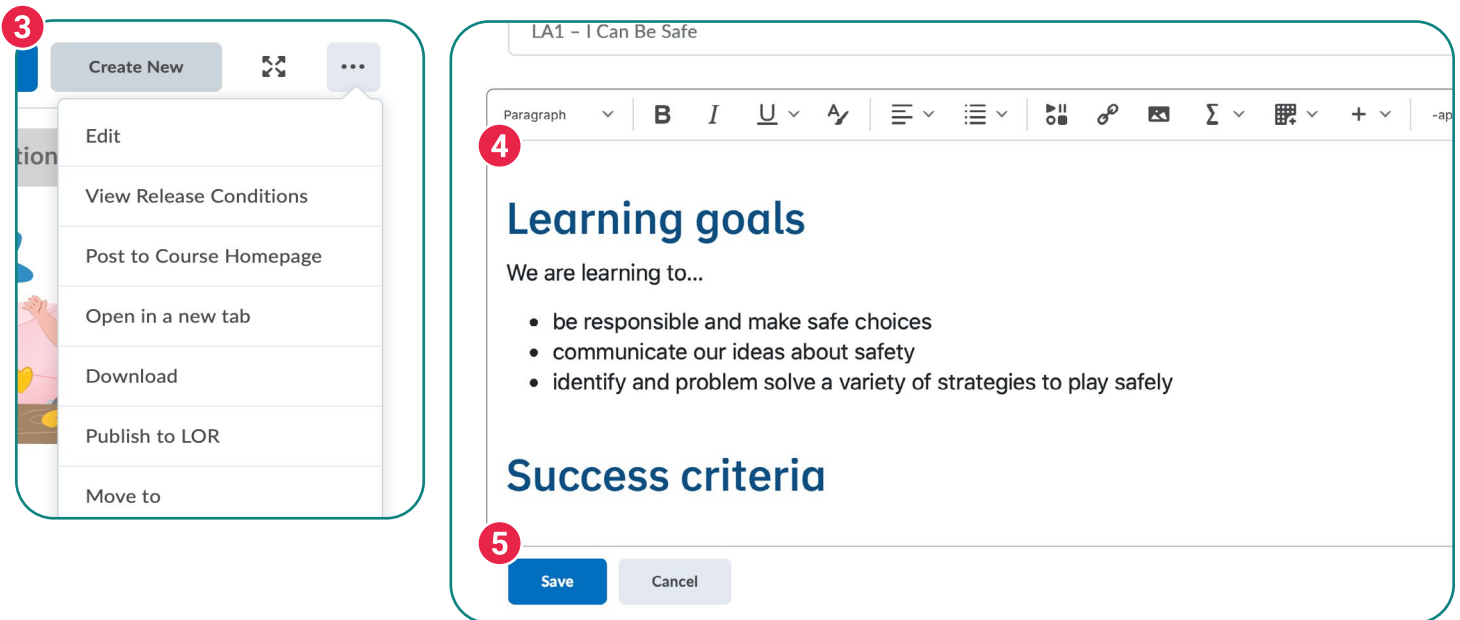 3
Create New
tion
Edit
View Release Conditions
Post to Course Homepage
Open in a new tab
Download
Publish to LOR
Move to
LA1 – I Can Be Safe
Paragraph B I U A Σ + -ap
4
Learning goals
We are learning to...
• be responsible and make safe choices
• communicate our ideas about safety
• identify and problem solve a variety of strategies to play safely
Success criteria
5
Save Cancel